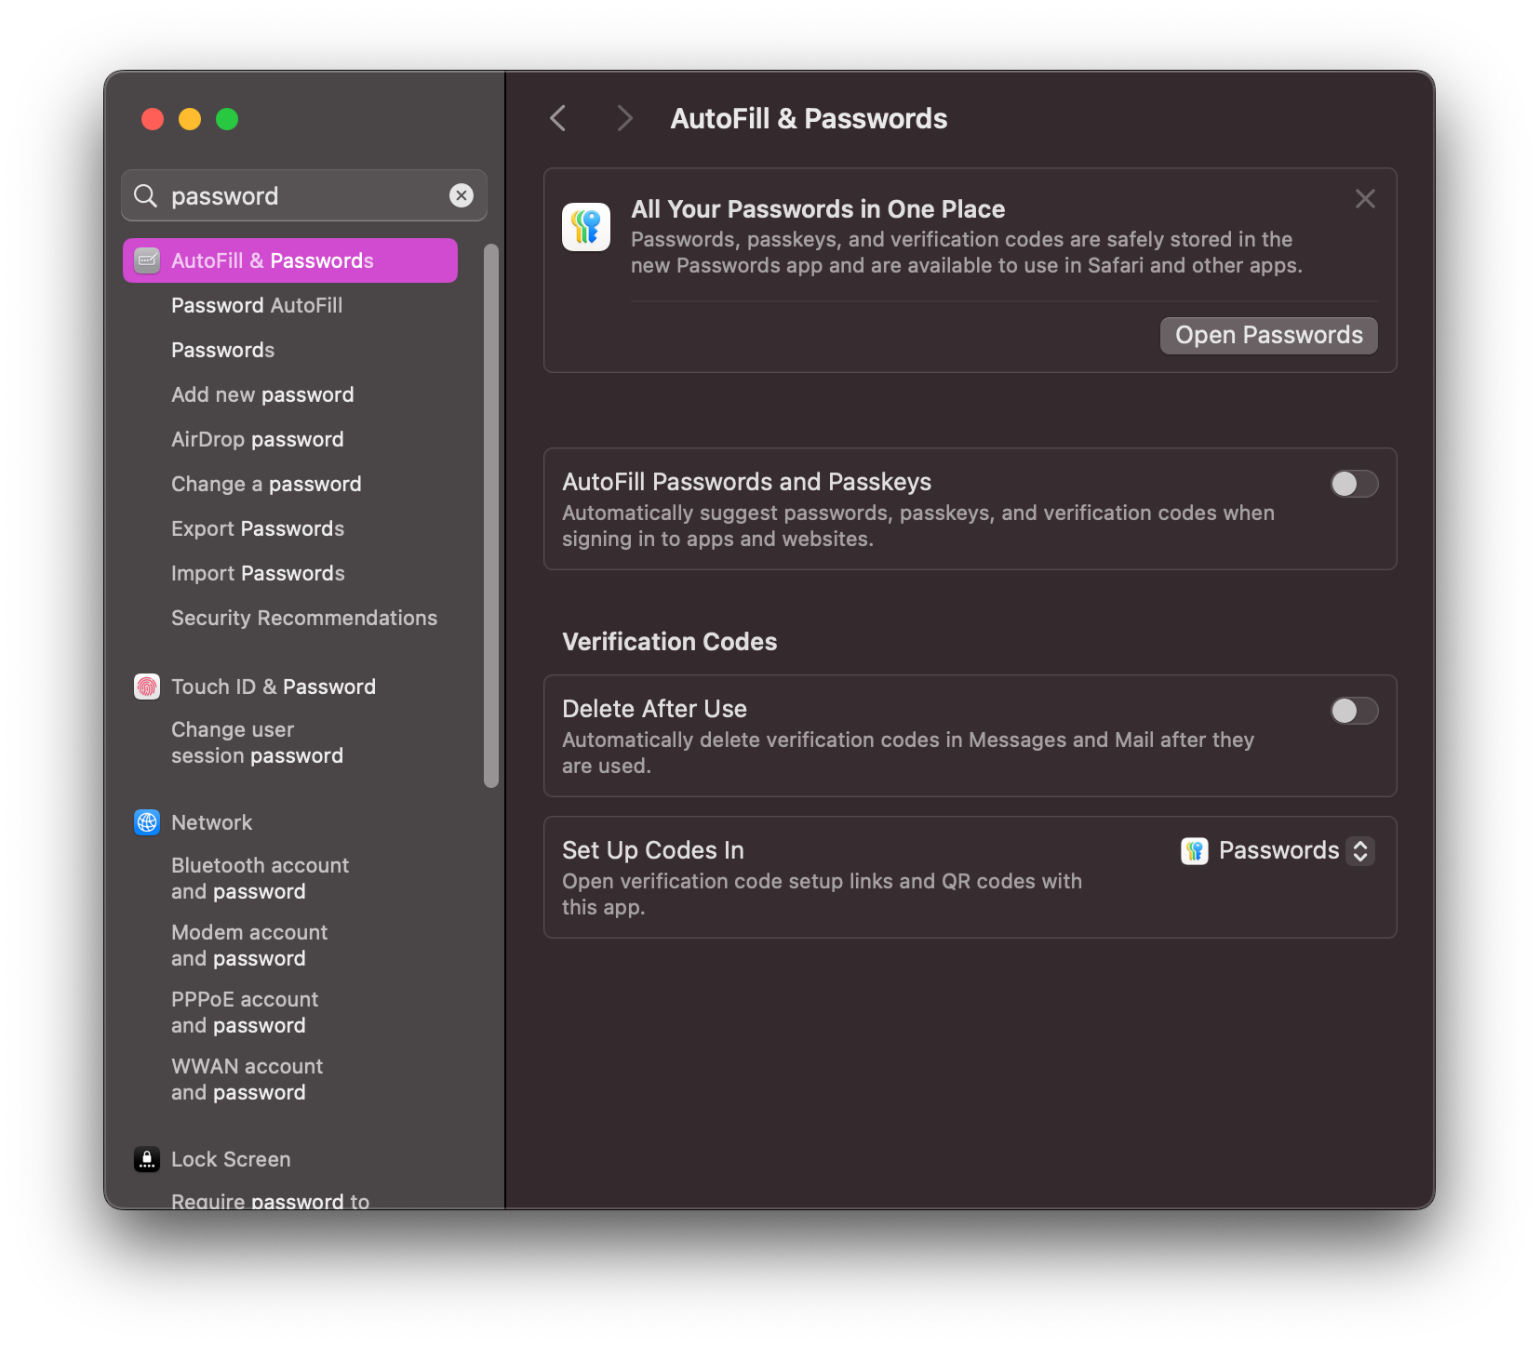 password
AutoFill & Passwords
Password AutoFill
Passwords
Add new password
AirDrop password
Change a password
Export Passwords
Import Passwords
Security Recommendations
Touch ID & Password
Change user
session password
Network
Bluetooth account
and password
Modem account
and password
PPPoE account
and password
WWAN account
and password
Lock Screen
Require password to
AutoFill & Passwords
All Your Passwords in One Place
Passwords, passkeys, and verification codes are safely stored in the
new Passwords app and are available to use in Safari and other apps.
Open Passwords
AutoFill Passwords and Passkeys
Automatically suggest passwords, passkeys, and verification codes when
signing in to apps and websites.
Verification Codes
Delete After Use
Automatically delete verification codes in Messages and Mail after they
are used.
Set Up Codes In
Passwords
Open verification code setup links and QR codes with
this app.